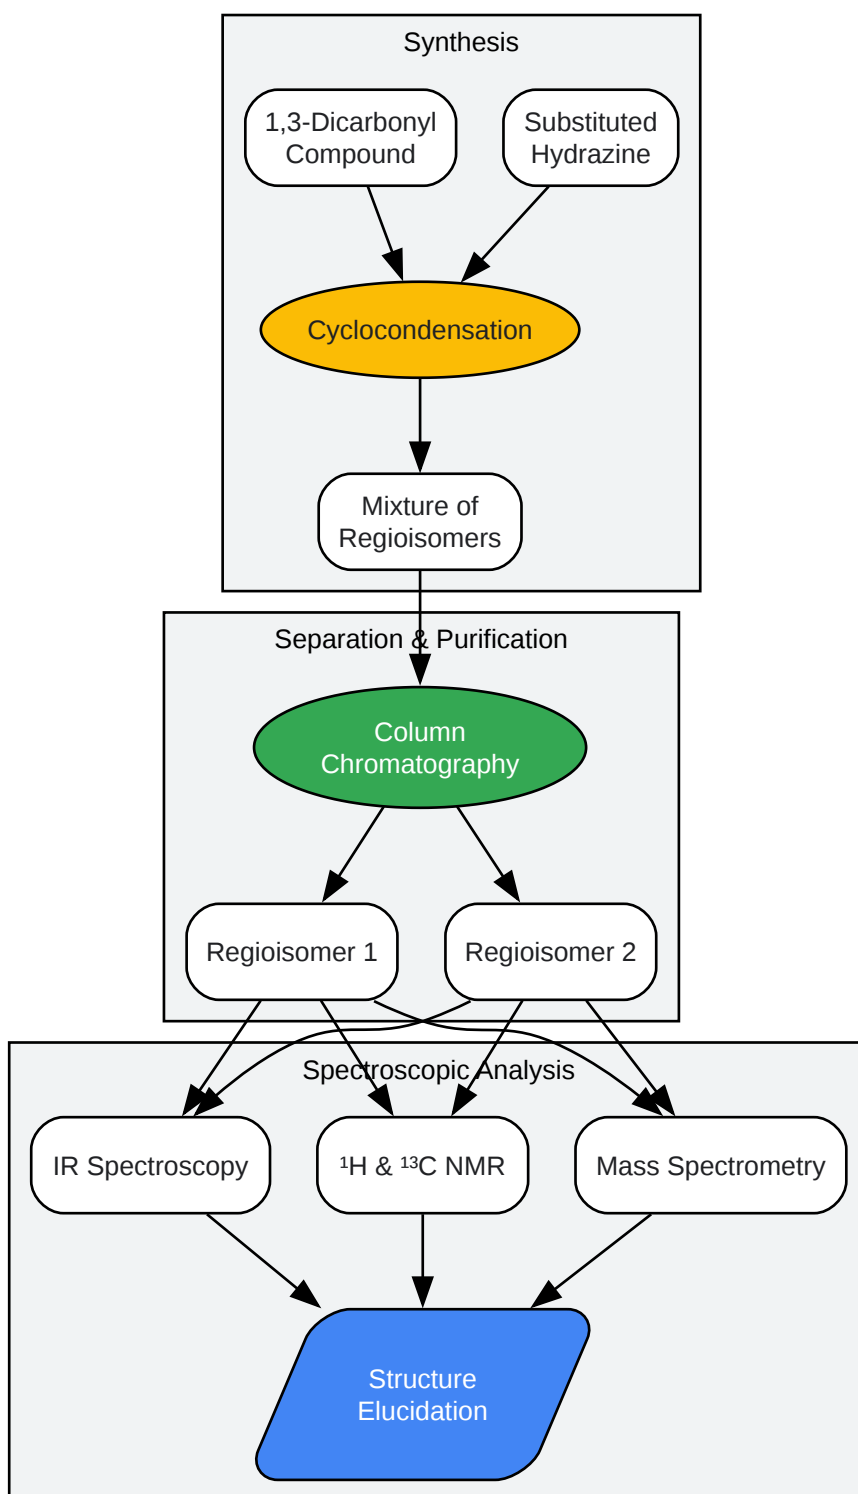 Synthesis
1,3-Dicarbonyl
Compound
Substituted
Hydrazine
Cyclocondensation
Mixture of
Regioisomers
Separation & Purification
Column
Chromatography
Regioisomer 1
Regioisomer 2
Spectroscopic Analysis
IR Spectroscopy
¹H & ¹³C NMR
Mass Spectrometry
Structure
Elucidation